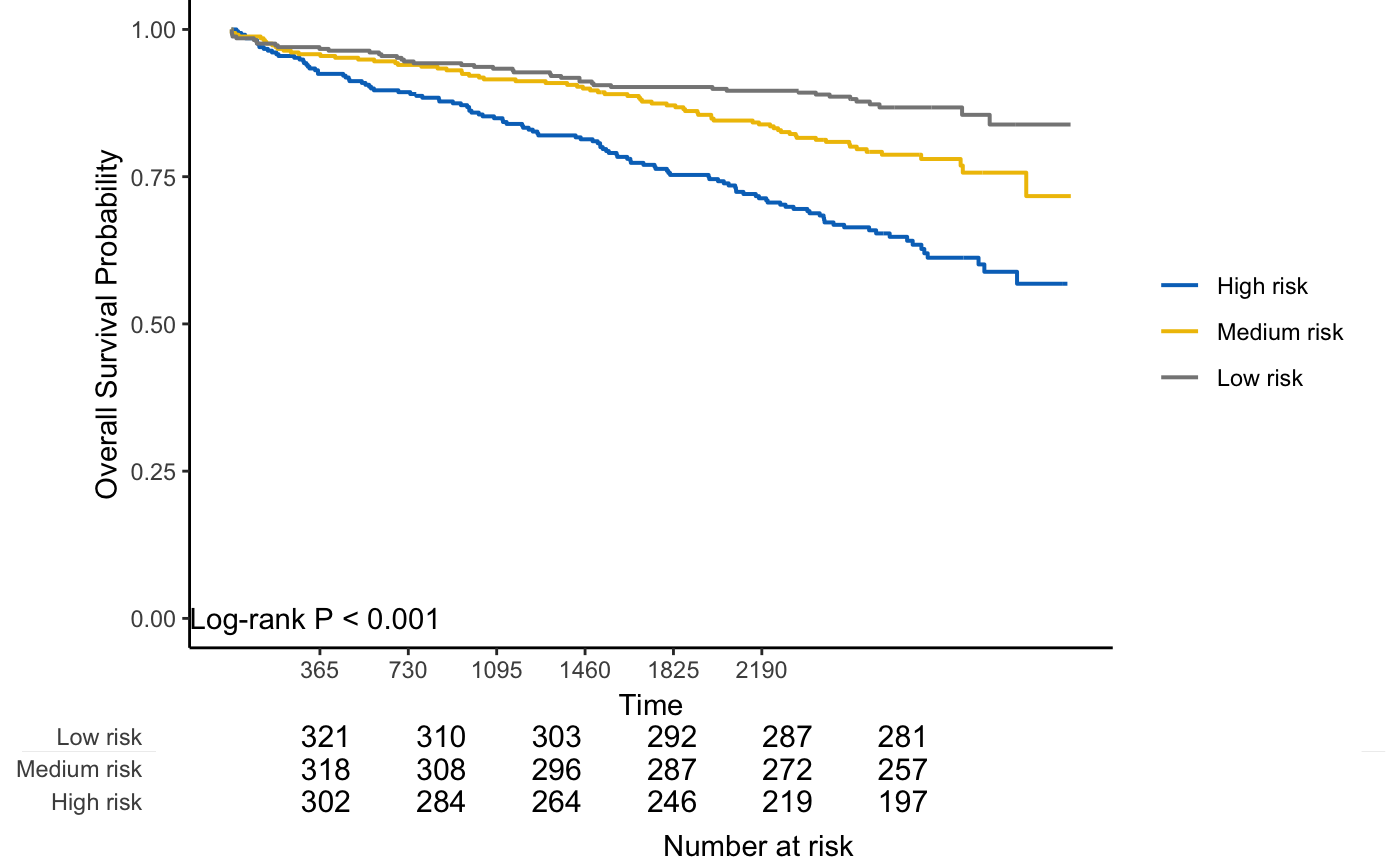 1.00
0.75
0.50
0.25
0.00
Overall Survival Probability
Log-rank P < 0.001
High risk
Medium risk
Low risk
365 730 1095 1460 1825 2190
Time
Low risk 321 310 303 292 287 281
Medium risk 318 308 296 287 272 257
High risk 302 284 264 246 219 197
Number at risk